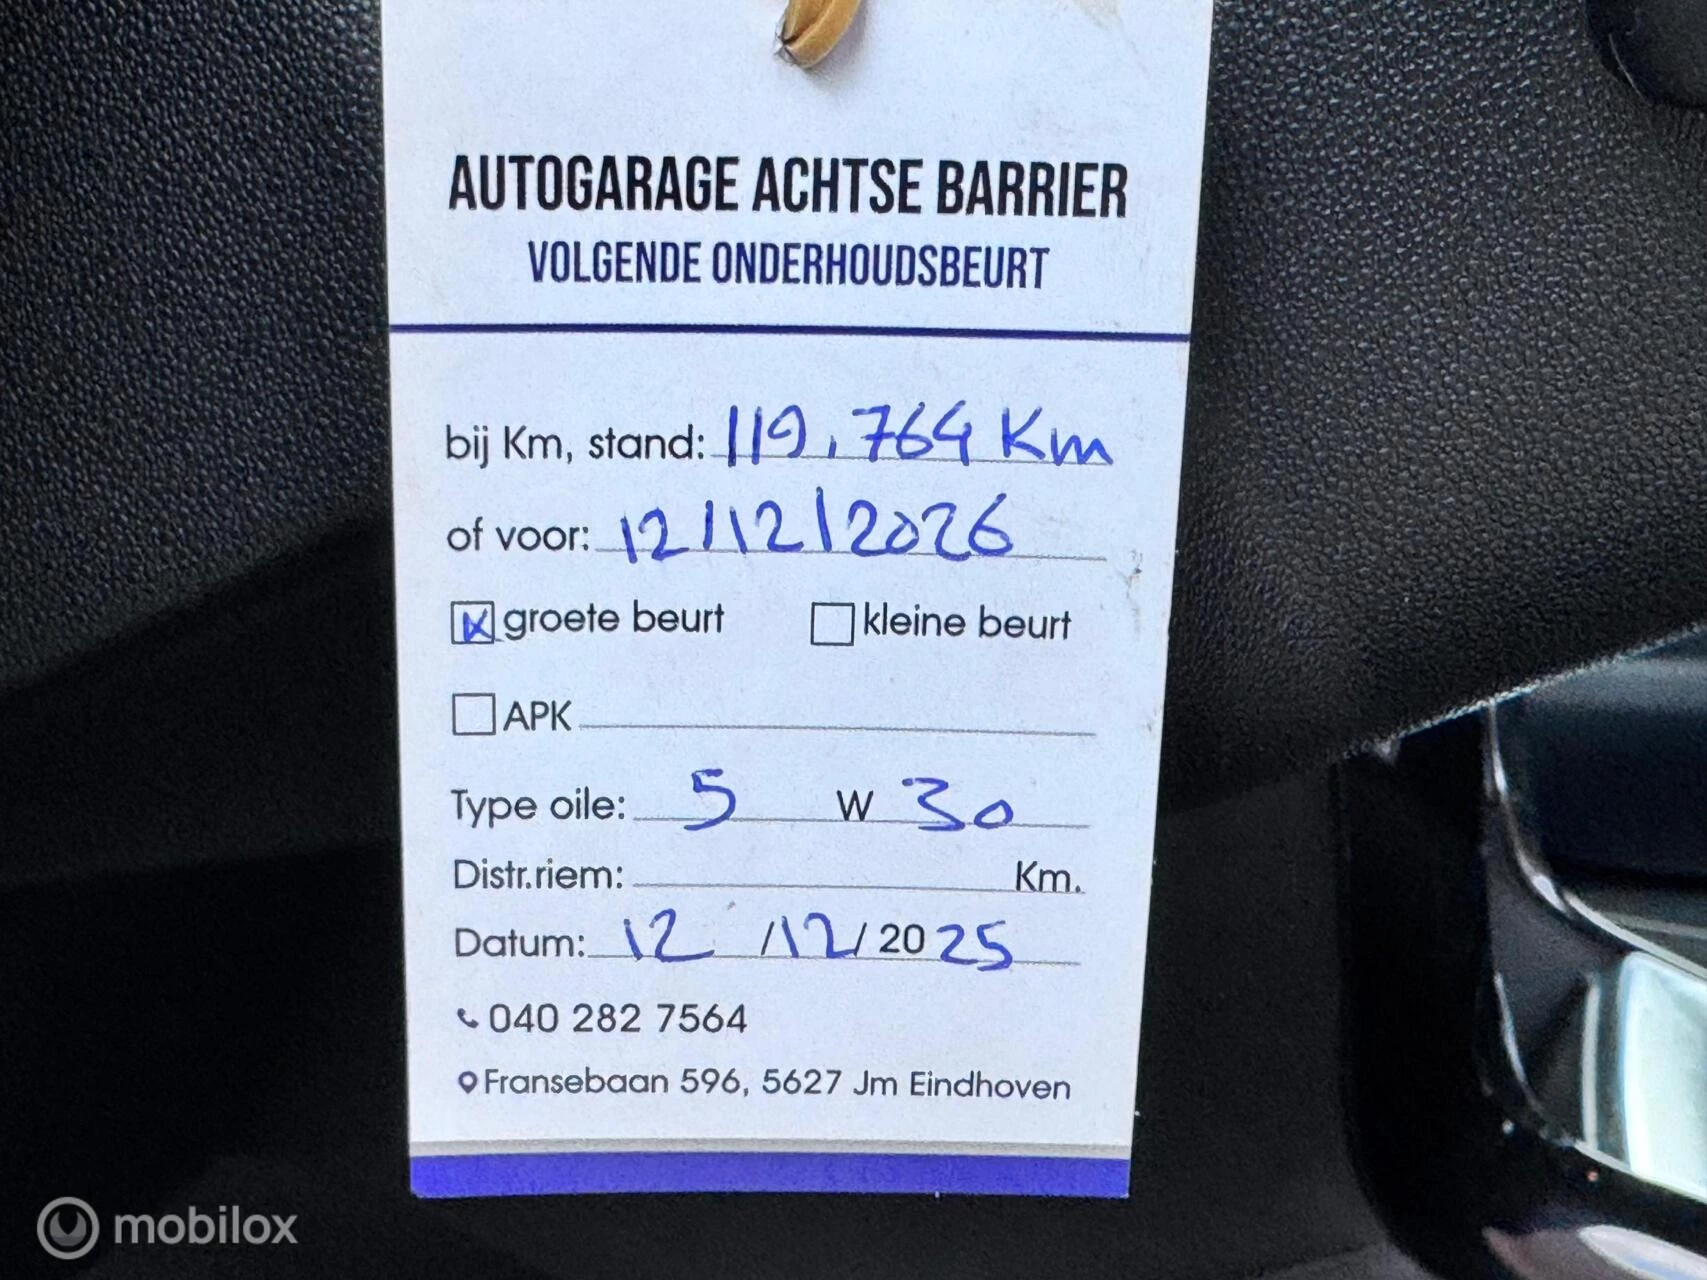 AUTOGARAGE ACHTSE BARRIER
VOLGENDE ONDERHOUDSBEURT
bij Km, stand: 119.764 Km
of voor: 12/12/2026
groete beurt kleine beurt
APK
Type oile: 5 W 30
Distr.riem: Km.
Datum: 12 /12/ 2025
040 282 7564
Fransebaan 596, 5627 Jm Eindhoven
mobilox